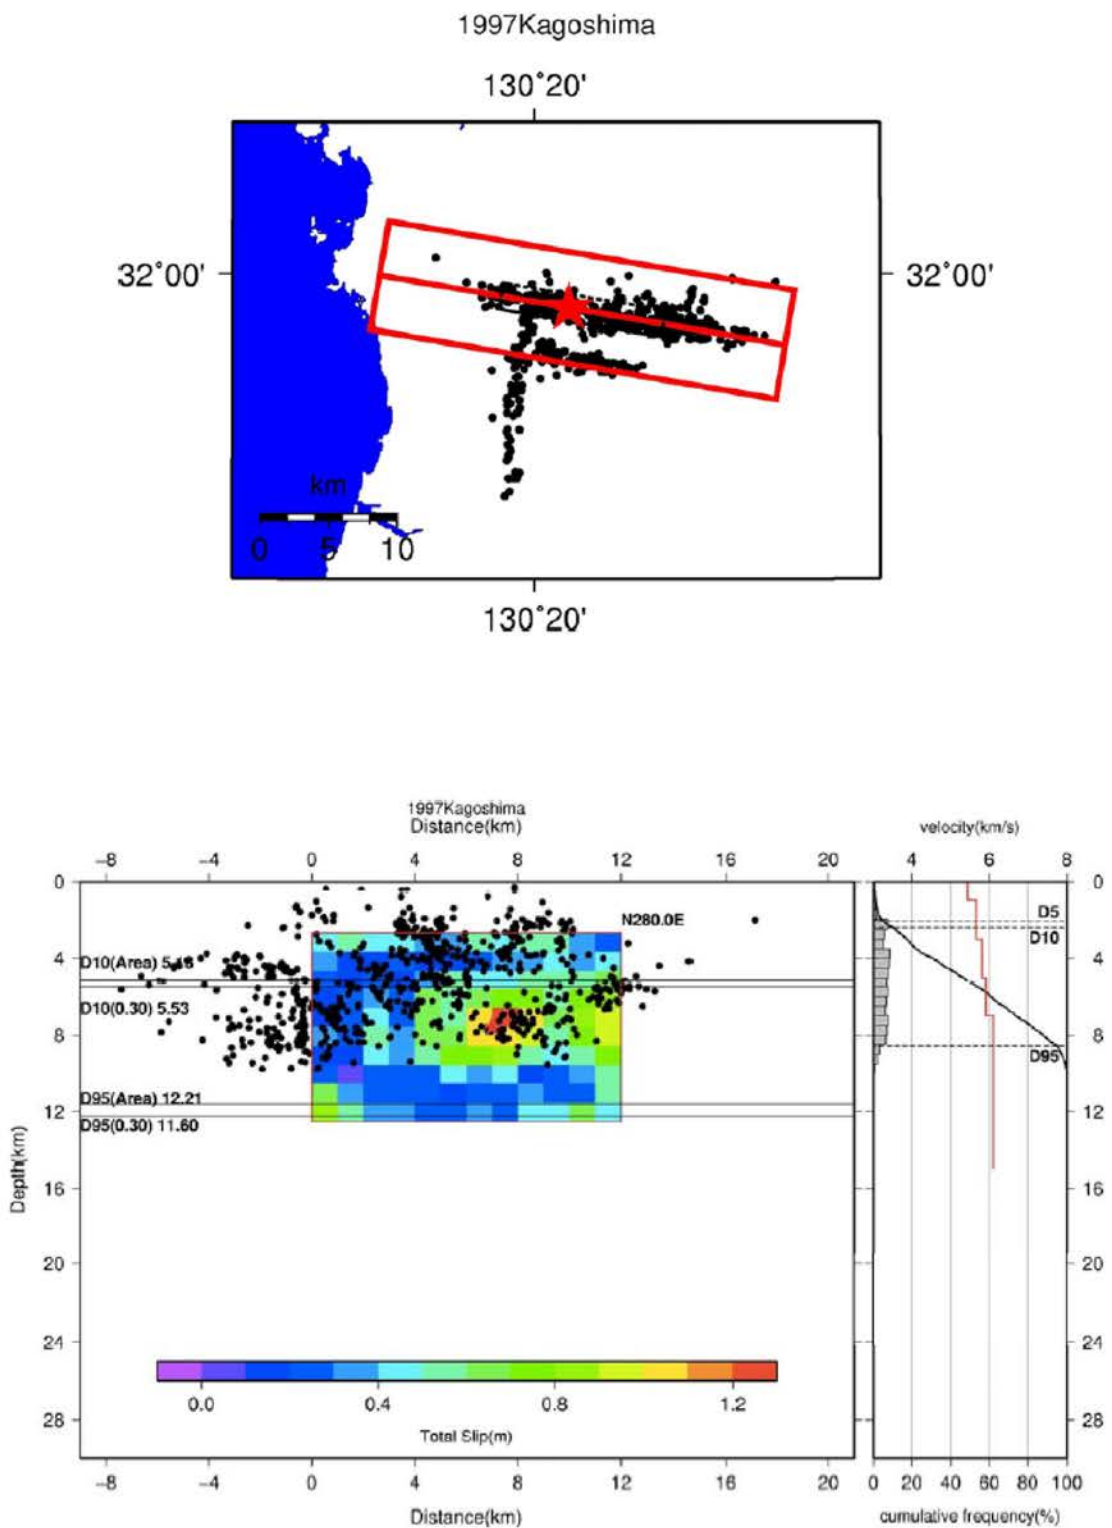 1997Kagoshima
130°20'
32°00' 32°00'
km
0 5 10
130°20'
1997Kagoshima
Distance(km)
velocity(km/s)
−8 −4 0 4 8 12 16 20
4 6 8
0 0
N280.0E
D5
D10
4 4
D10(Area) 5.16
D10(0.30) 5.53
8 8
D95
D95(Area) 12.21
12 12
D95(0.30) 11.60
Depth(km)
16 16
20 20
24 24
0.0 0.4 0.8 1.2
28 28
Total Slip(m)
−8 −4 0 4 8 12 16 20
0 20 40 60 80 100
Distance(km)
cumulative frequency(%)